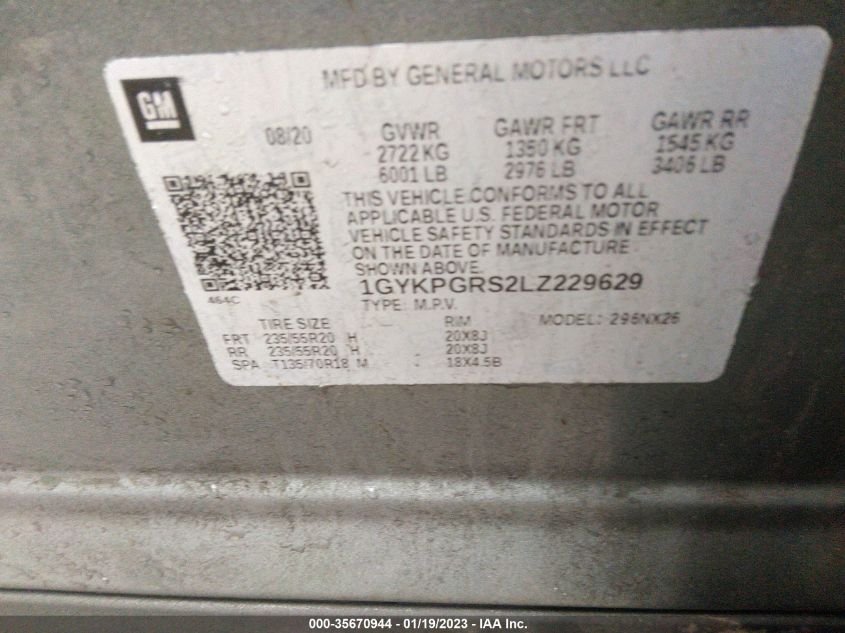 MFD BY GENERAL MOTORS LLC
GM
08/20 GVWR GAWR FRT GAWR RR
2722 KG 1350 KG 1545 KG
6001 LB 2976 LB 3406 LB
THIS VEHICLE CONFORMS TO ALL
APPLICABLE U.S. FEDERAL MOTOR
VEHICLE SAFETY STANDARDS IN EFFECT
ON THE DATE OF MANUFACTURE
SHOWN ABOVE.
1GYKPGRS2LZ229629
464C
TYPE: M.P.V.
TIRE SIZE RIM MODEL: 296NX26
FRT 235/55R20 H 20X8J
RR 235/55R20 H 20X8J
SPA T135/70R18 M 18X4.5B
000-35670944 - 01/19/2023 - IAA Inc.